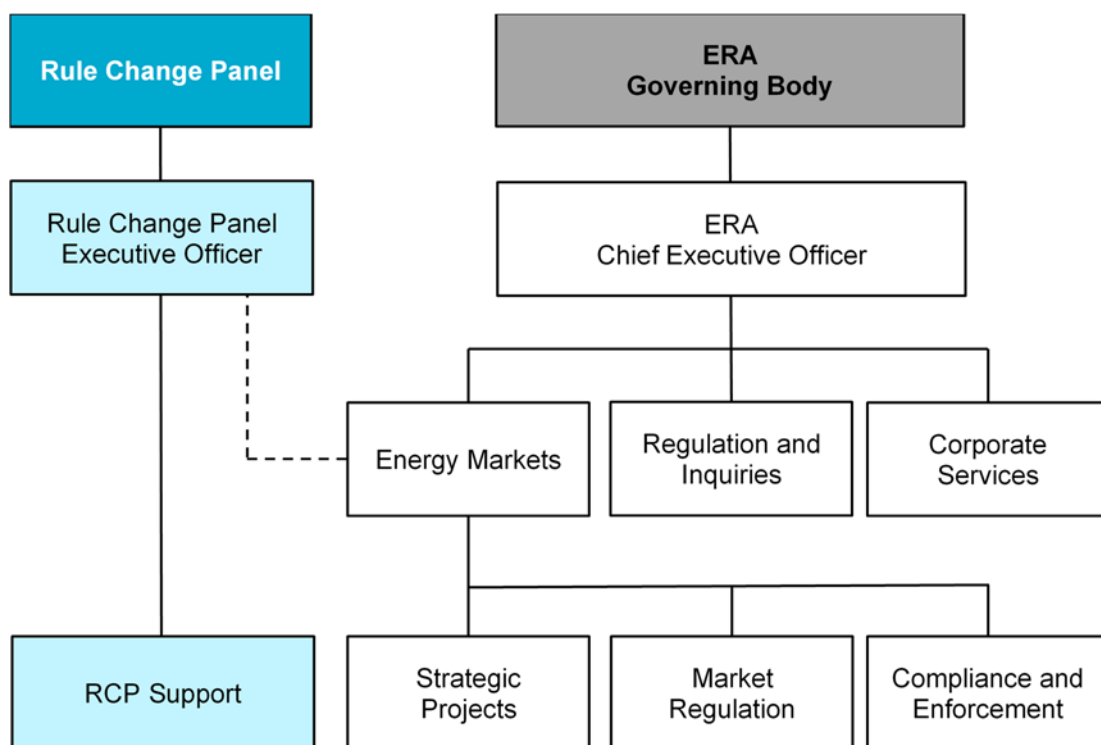 Rule Change Panel
ERA
Governing Body
Rule Change Panel
Executive Officer
ERA
Chief Executive Officer
Energy Markets
Regulation and
Inquiries
Corporate
Services
RCP Support
Strategic
Projects
Market
Regulation
Compliance and
Enforcement